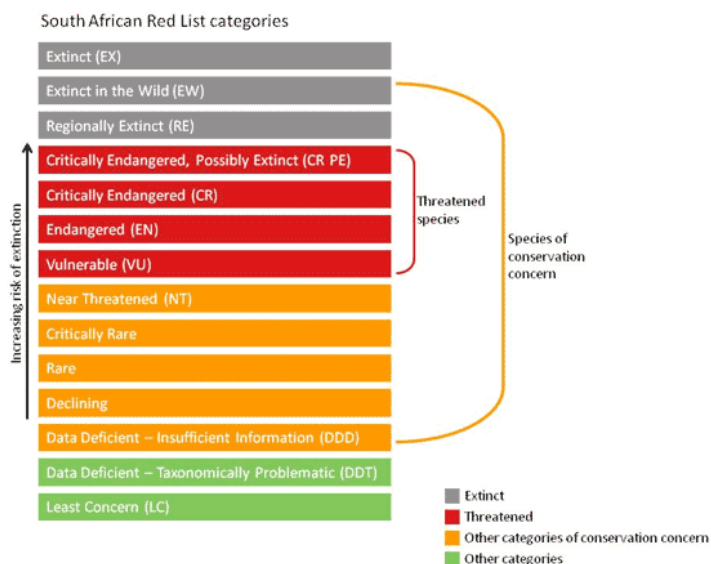 South African Red List categories
Extinct (EX)
Extinct in the Wild (EW)
Regionally Extinct (RE)
Critically Endangered, Possibly Extinct (CR PE)
Critically Endangered (CR)
Endangered (EN)
Vulnerable (VU)
Near Threatened (NT)
Critically Rare
Rare
Declining
Data Deficient – Insufficient Information (DDD)
Data Deficient – Taxonomically Problematic (DDT)
Least Concern (LC)
Increasing risk of extinction
Threatened
species
Species of
conservation
concern
Extinct
Threatened
Other categories of conservation concern
Other categories